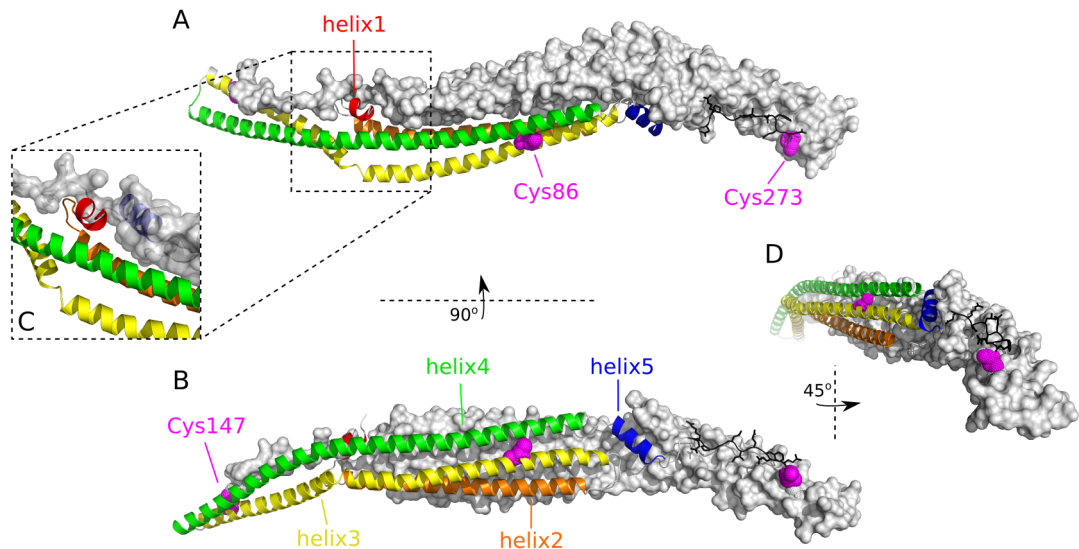 A
helix1
Cys86
Cys273
C
D
90°
45°
B
helix4
helix5
Cys147
helix3
helix2